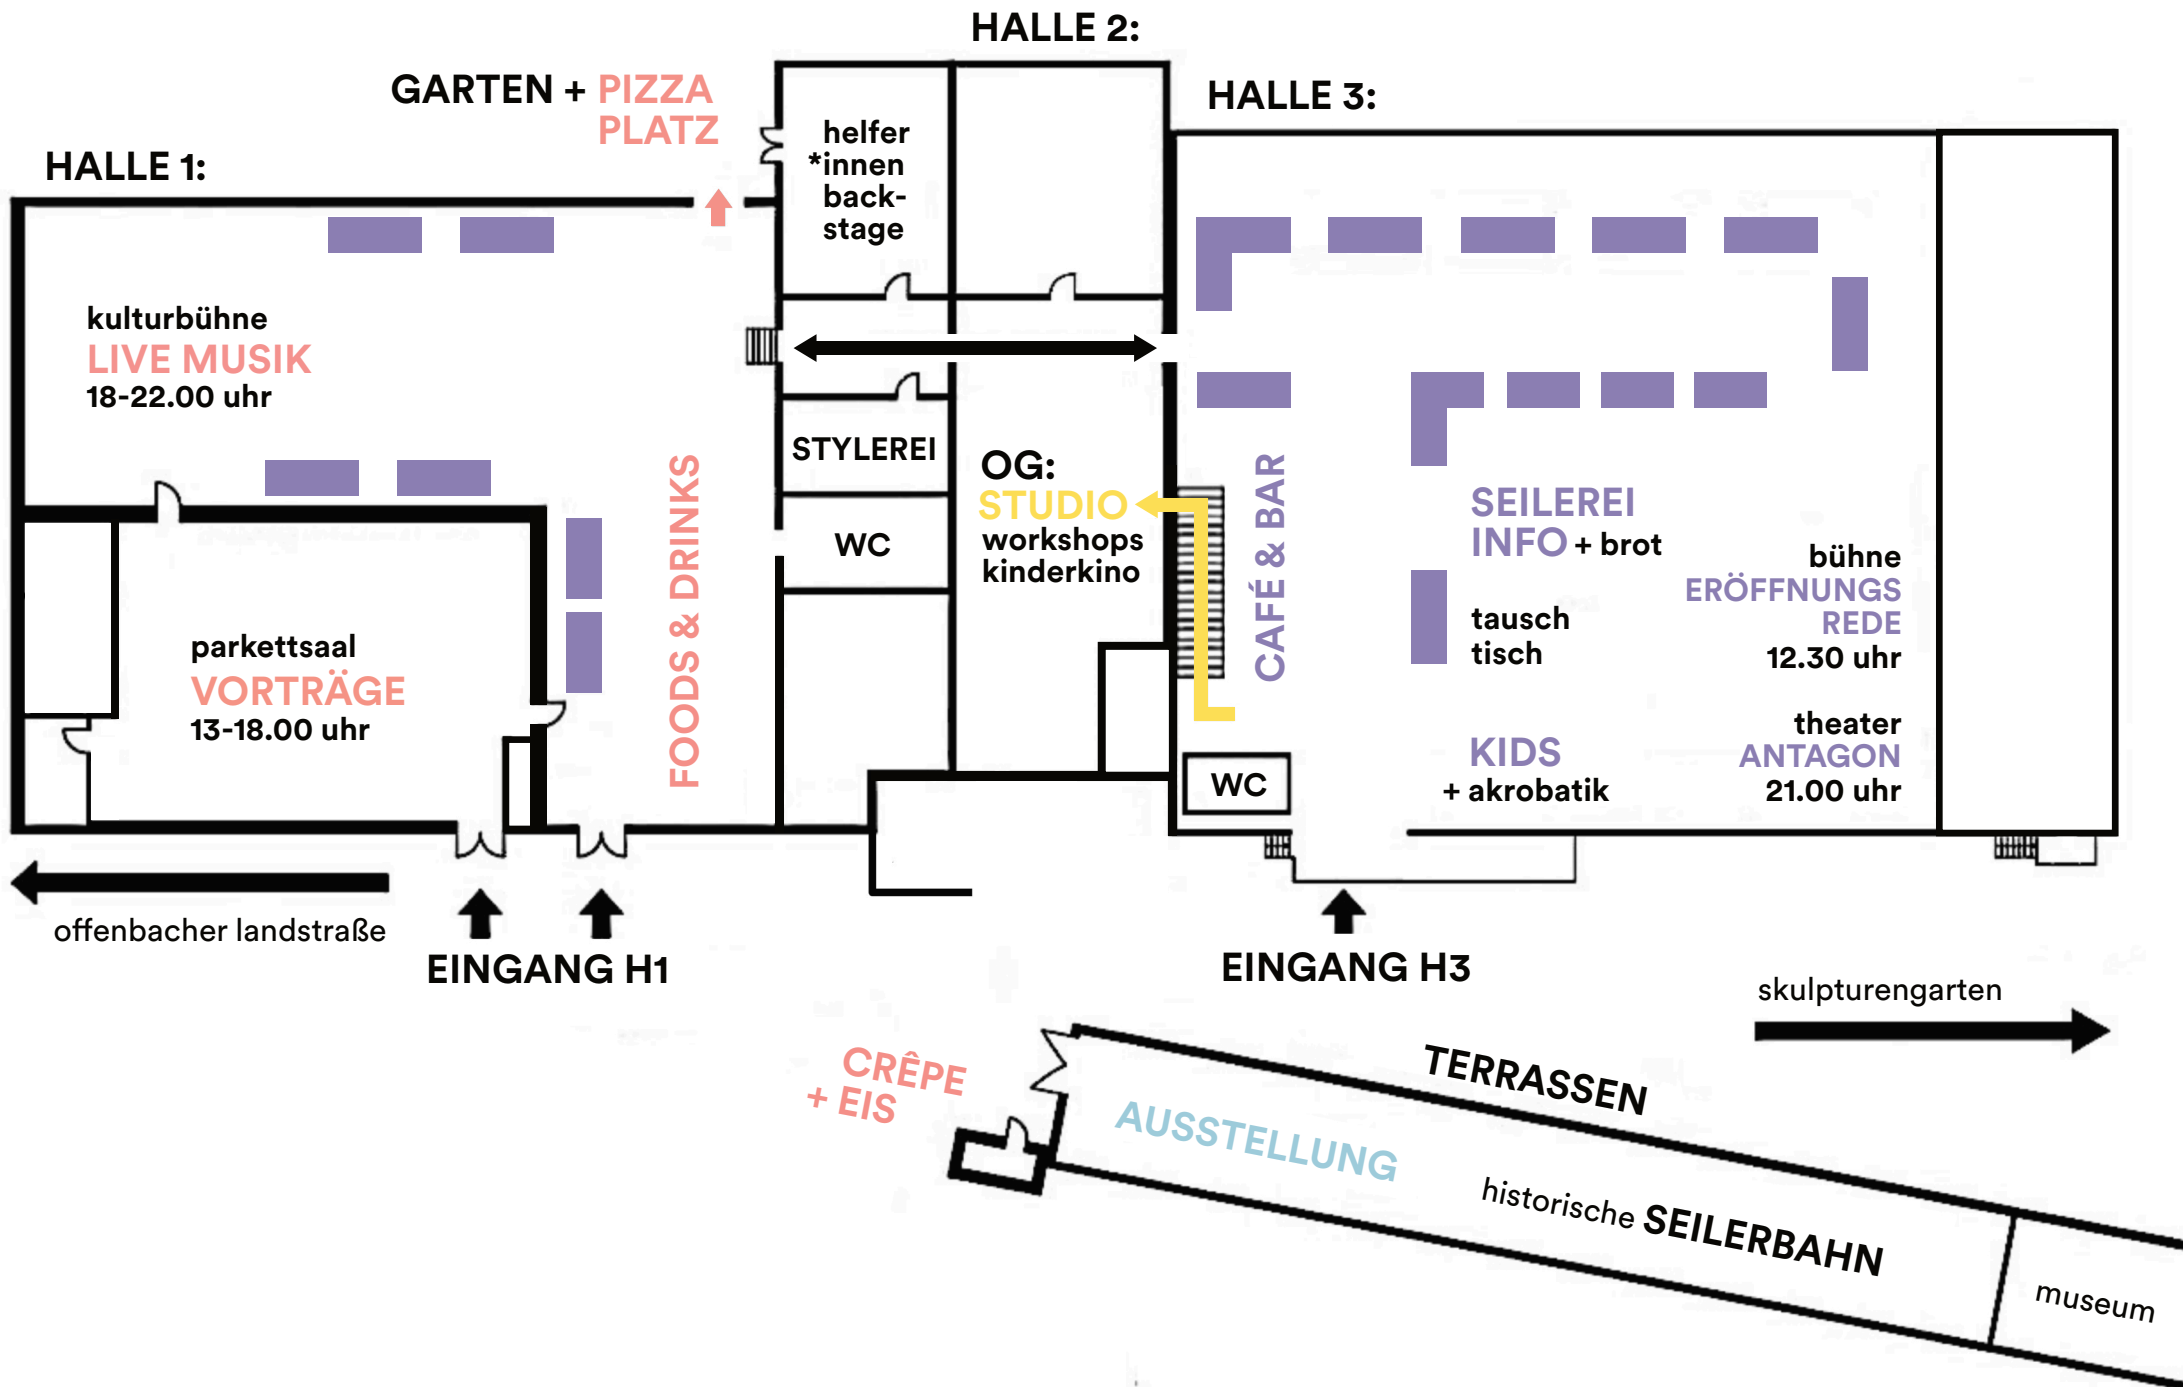 HALLE 2:
GARTEN + PIZZA
PLATZ
HALLE 3:
HALLE 1:
helfer
*innen
back-
stage
kulturbühne
LIVE MUSIK
18-22.00 uhr
STYLEREI
WC
FOODS & DRINKS
OG:
STUDIO
workshops
kinderkino
CAFÉ & BAR
SEILEREI
INFO + brot
tausch
tisch
bühne
ERÖFFNUNGS
REDE
12.30 uhr
parkettsaal
VORTRÄGE
13-18.00 uhr
WC
KIDS
+ akrobatik
theater
ANTAGON
21.00 uhr
offenbacher landstraße
EINGANG H1
EINGANG H3
skulpturengarten
CRÊPE
+ EIS
TERRASSEN
AUSSTELLUNG
historische SEILERBAHN
museum